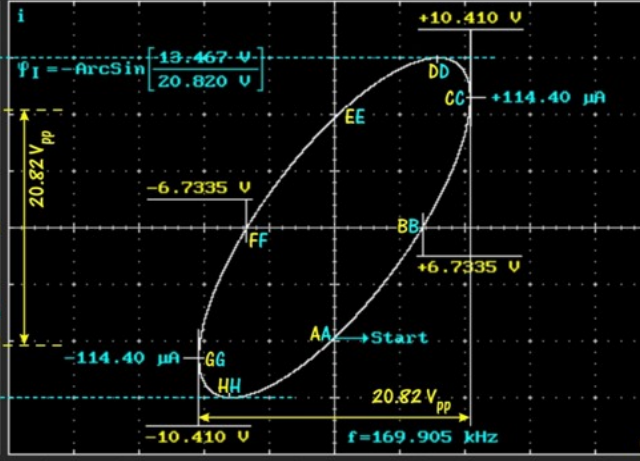 i
+10.410 V
φI=-ArcSin[13.467 V
20.820 V]
DD
CC
+114.40 µA
EE
20.82 Vpp
-6.7335 V
FF
BB
+6.7335 V
AA
Start
-114.40 µA
GG
HH
20.82 Vpp
-10.410 V
f=169.905 kHz